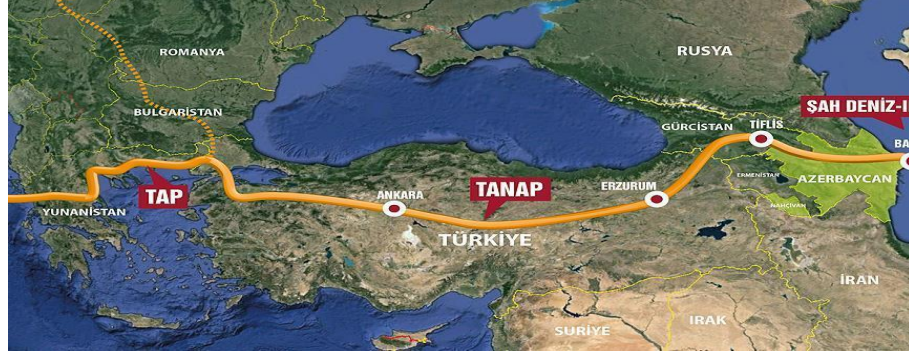 ROMANYA
RUSYA
ŞAH DENİZ-I
BULGARİSTAN
GÜRCİSTAN
TİFLİS
BA
ERMENİSTAN
AZERBAYCAN
TAP
ANKARA
TANAP
ERZURUM
NAHÇIVAN
YUNANİSTAN
TÜRKİYE
İRAN
SURİYE
IRAK